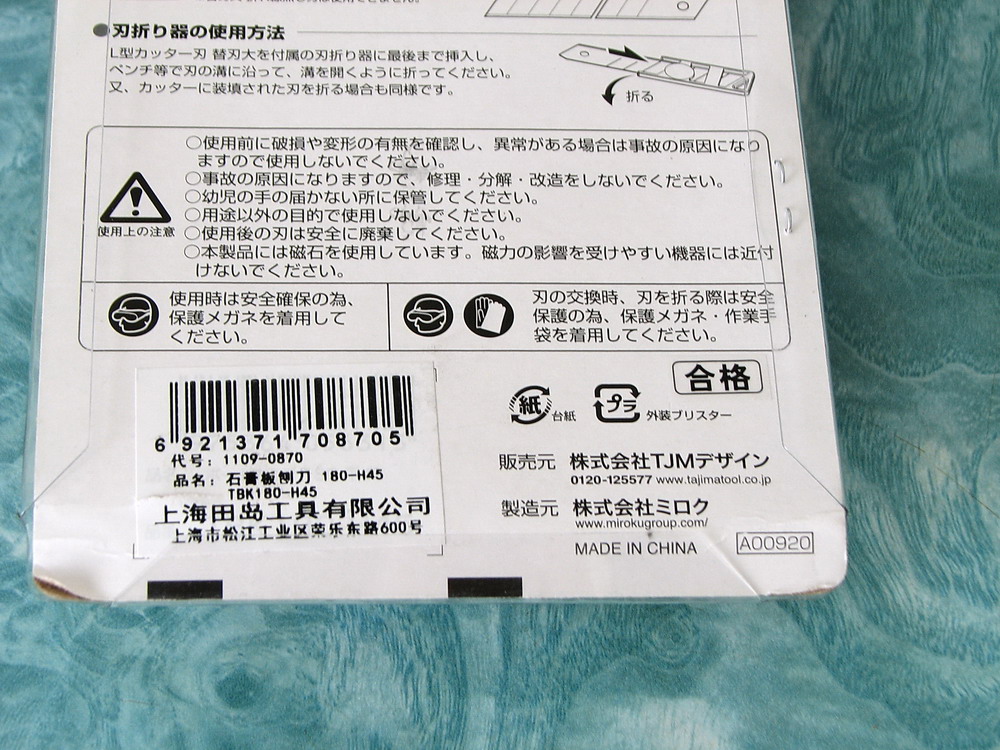 ●刃折り器の使用方法
L型カッター刃 替刃大を付属の刃折り器に最後まで挿入し、
ペンチ等で刃の溝に沿って、溝を開くように折ってください。
又、カッターに装填された刃を折る場合も同様です。
折る
○使用前に破損や変形の有無を確認し、異常がある場合は事故の原因になり
ますので使用しないでください。
○事故の原因になりますので、修理・分解・改造をしないでください。
○幼児の手の届かない所に保管してください。
○用途以外の目的で使用しないでください。
○使用後の刃は安全に廃棄してください。
○本製品には磁石を使用しています。磁力の影響を受けやすい機器には近付
けないでください。
使用上の注意
使用時は安全確保の為、
保護メガネを着用して
ください。
刃の交換時、刃を折る際は安全
保護の為、保護メガネ・作業手
袋を着用してください。
6 921371 708705
代号: 1109-0870
品名: 石膏板刨刀 180-H45
TBK180-H45
上海田岛工具有限公司
上海市松江工业区荣乐东路600号
合格
紙 台紙
プラ 外装ブリスター
販売元 株式会社TJMデザイン
0120-125577 www.tajimatool.co.jp
製造元 株式会社ミロク
www.mirokugroup.com/
MADE IN CHINA
A00920